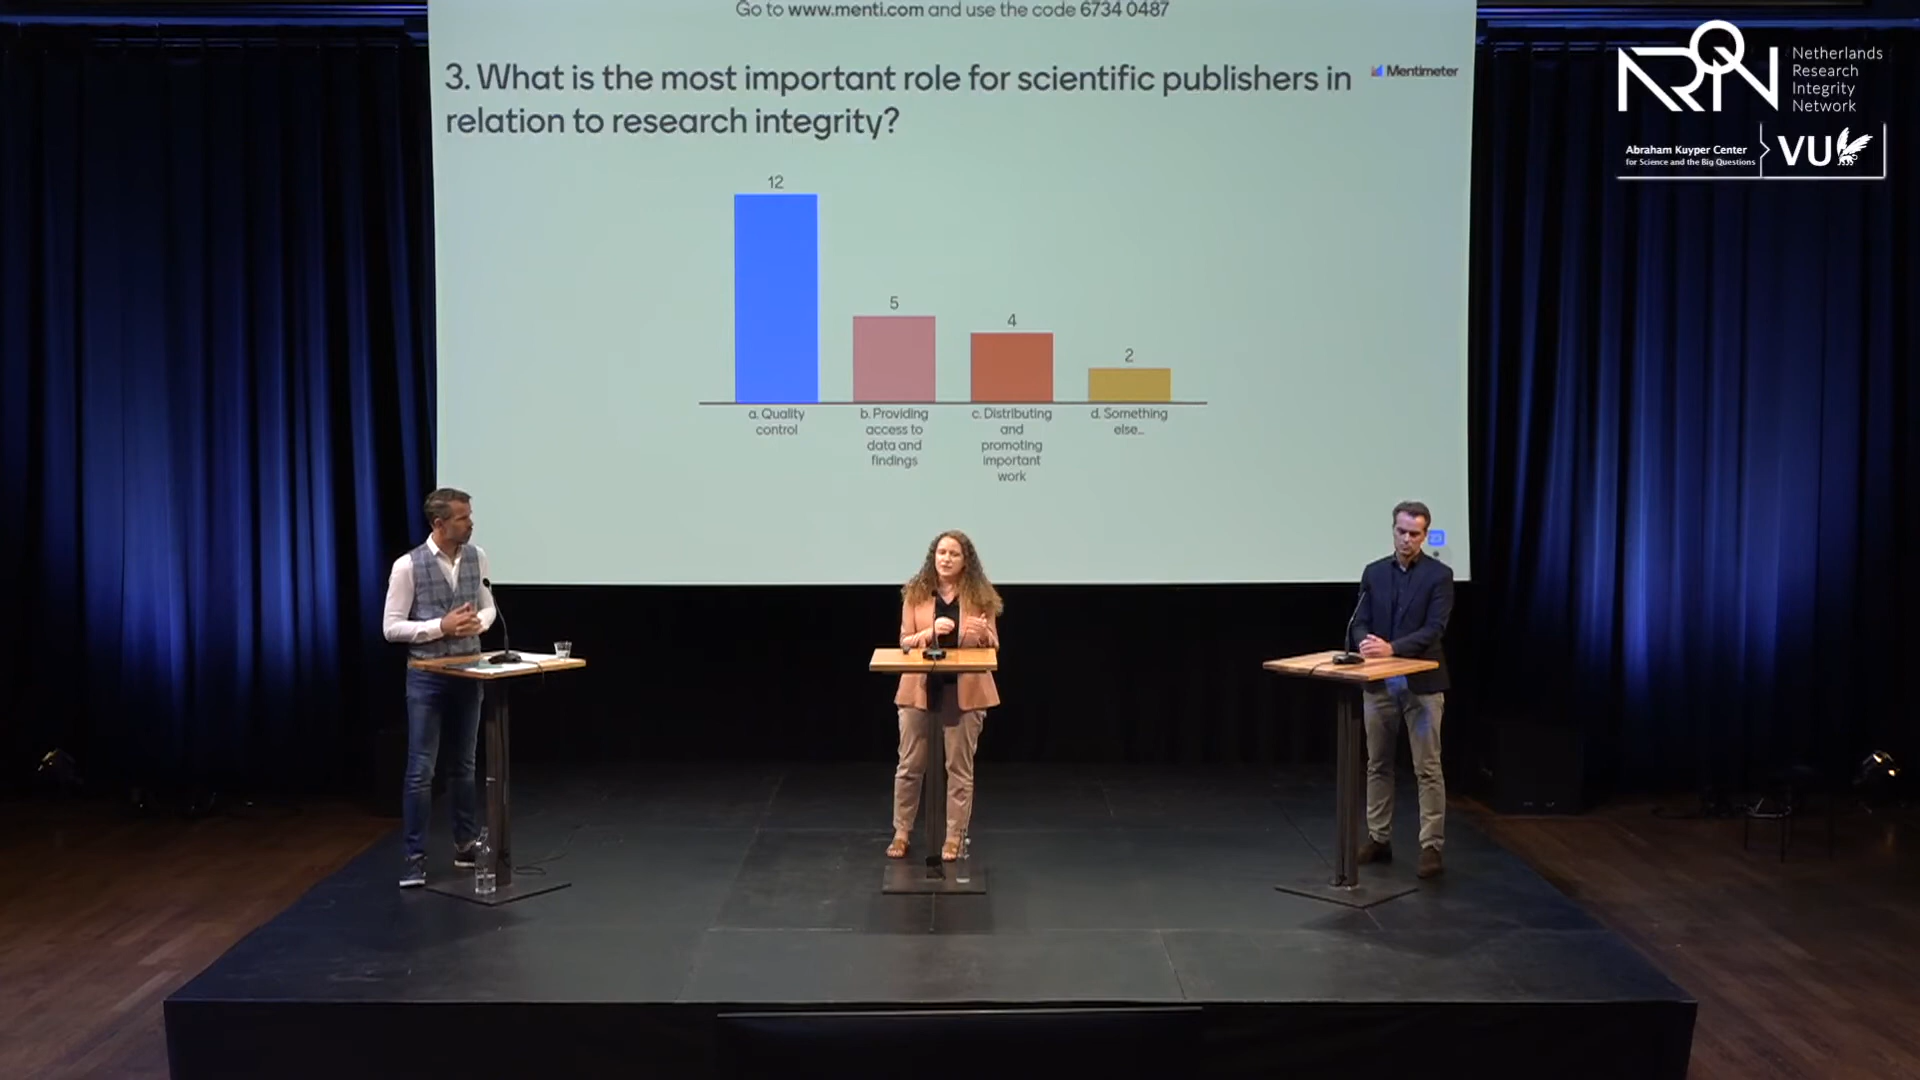 Go to www.menti.com and use the code 6734 0487
3. What is the most important role for scientific publishers in
relation to research integrity?
Mentimeter
12
5
4
2
a. Quality
control
b. Providing
access to
data and
findings
c. Distributing
and
promoting
important
work
d. Something
else...
NRIN
Netherlands
Research
Integrity
Network
Abraham Kuyper Center
for Science and the Big Questions
VU